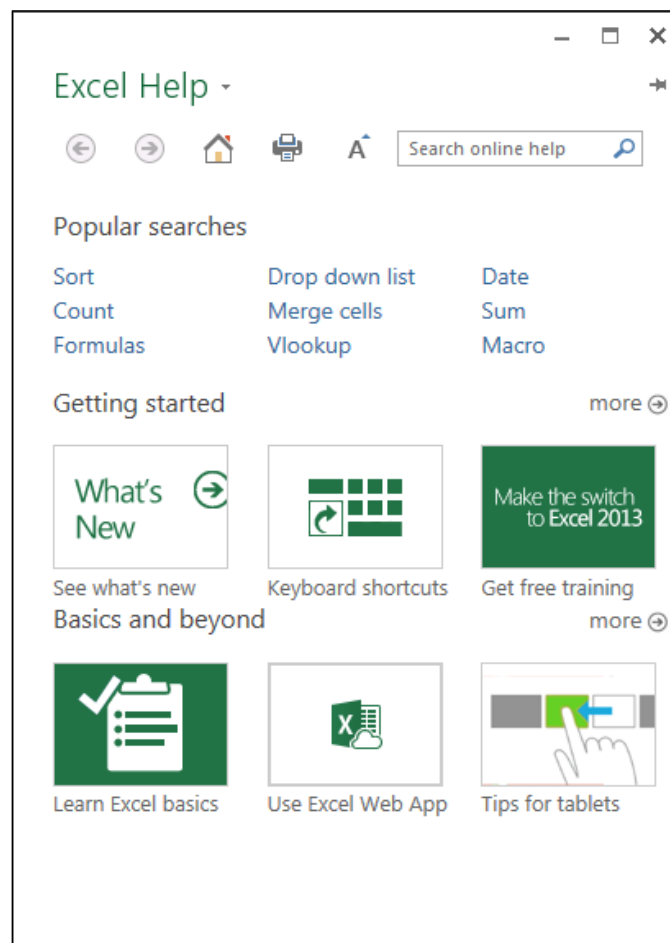 Excel Help
A
Search online help
Popular searches
Sort Drop down list Date
Count Merge cells Sum
Formulas Vlookup Macro
Getting started more
What's
New
Make the switch
to Excel 2013
See what's new Keyboard shortcuts Get free training
Basics and beyond more
X
Learn Excel basics Use Excel Web App Tips for tablets